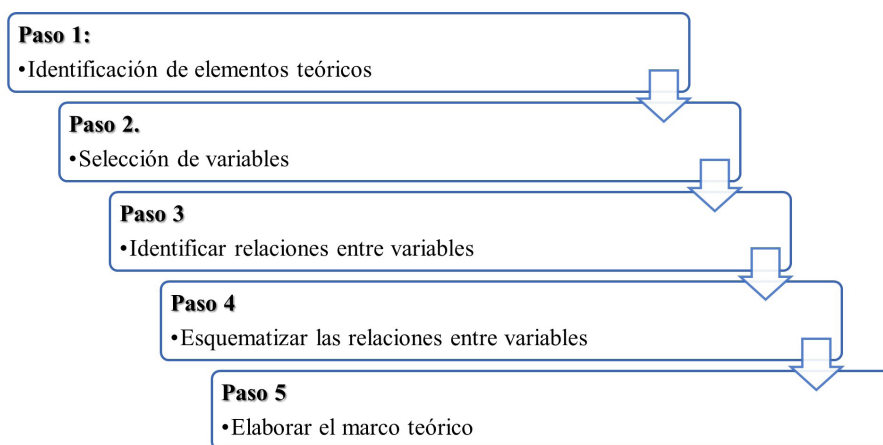 Paso 1:
•Identificación de elementos teóricos
Paso 2.
•Selección de variables
Paso 3
•Identificar relaciones entre variables
Paso 4
•Esquematizar las relaciones entre variables
Paso 5
•Elaborar el marco teórico